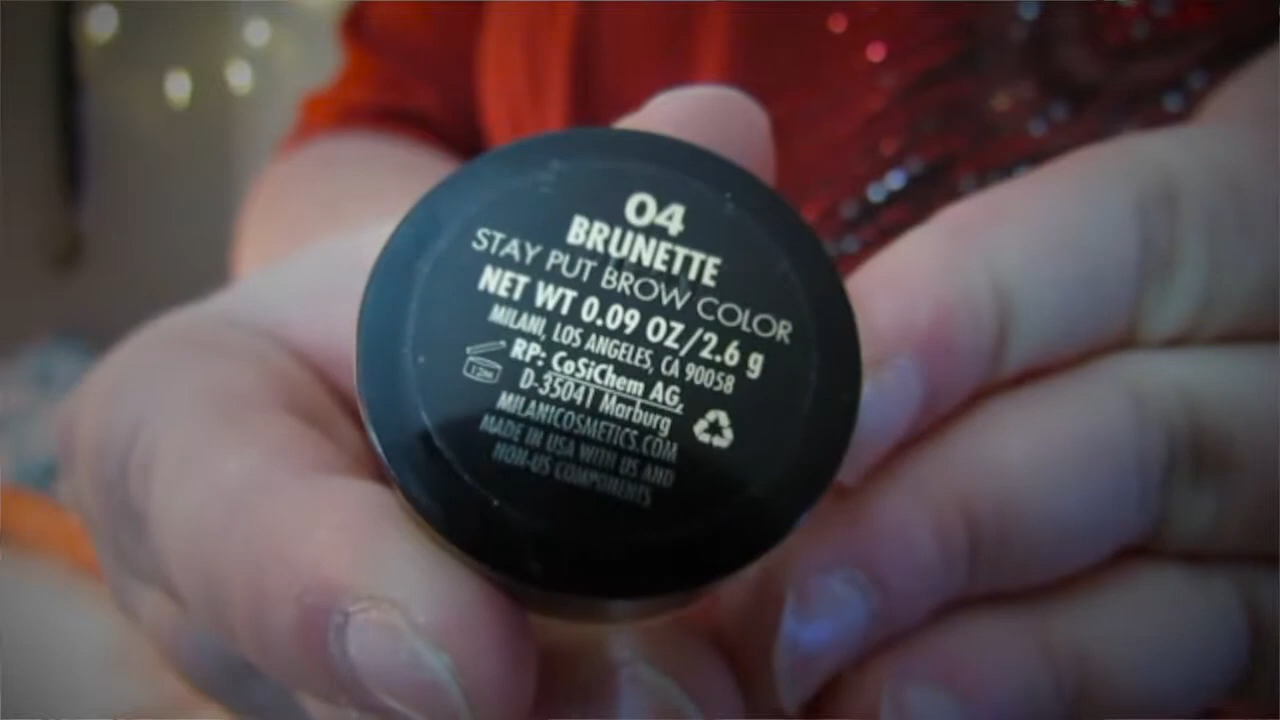 04
BRUNETTE
STAY PUT BROW COLOR
NET WT 0.09 OZ/2.6 g
MILANI, LOS ANGELES, CA 90058
RP: CoSiChem AG,
D-35041 Marburg
12M
MILANICOSMETICS.COM
MADE IN USA WITH US AND
NON-US COMPONENTS